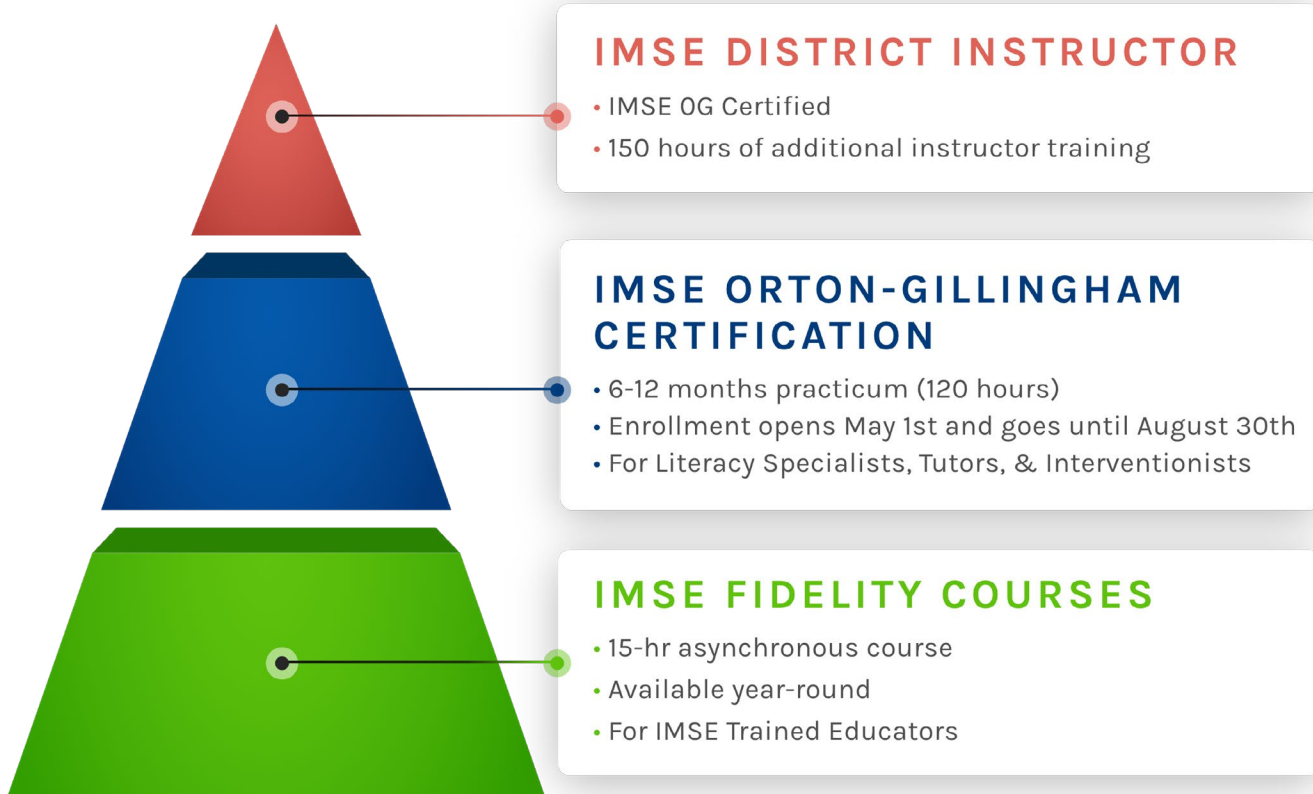 IMSE DISTRICT INSTRUCTOR
• IMSE OG Certified
• 150 hours of additional instructor training
IMSE ORTON-GILLINGHAM
CERTIFICATION
• 6-12 months practicum (120 hours)
• Enrollment opens May 1st and goes until August 30th
• For Literacy Specialists, Tutors, & Interventionists
IMSE FIDELITY COURSES
• 15-hr asynchronous course
• Available year-round
• For IMSE Trained Educators